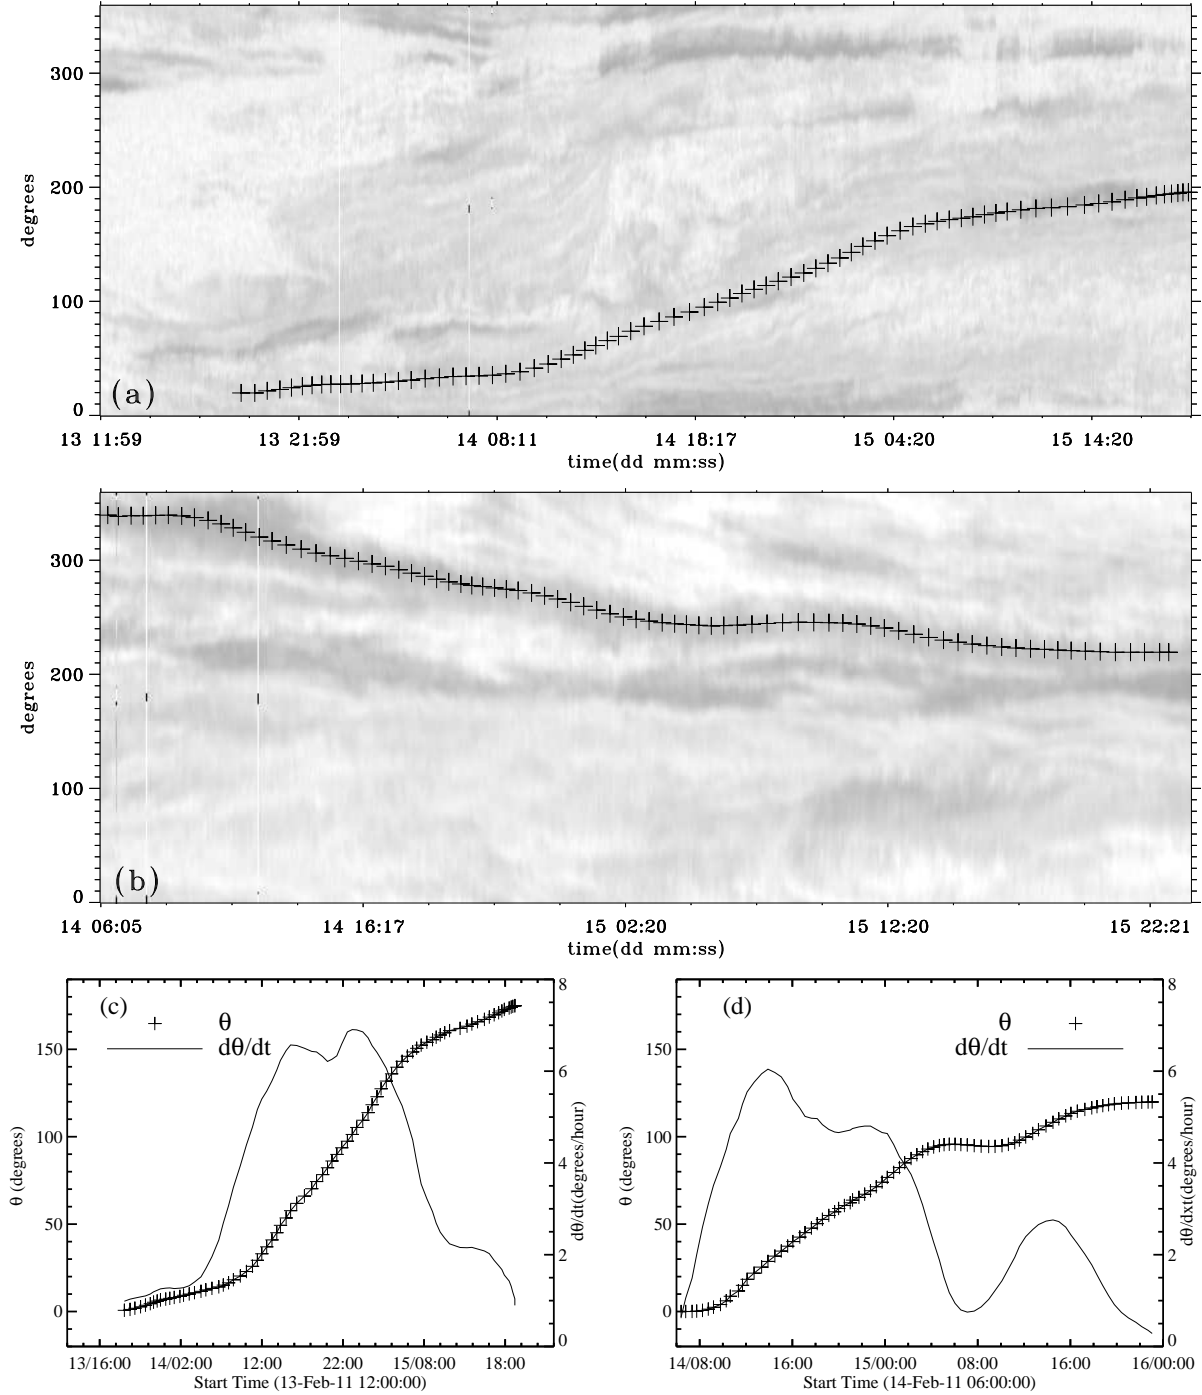 300
200
degrees
100
0
(a)
13 11:59 13 21:59 14 08:11 14 18:17 15 04:20 15 14:20
time(dd mm:ss)
300
200
degrees
100
0
(b)
14 06:05 14 16:17 15 02:20 15 12:20 15 22:21
time(dd mm:ss)
(c)
θ
dθ/dt
150
100
50
0
θ (degrees)
8
6
4
2
0
dθ/dt(degrees/hour)
13/16:00 14/02:00 12:00 22:00 15/08:00 18:00
Start Time (13-Feb-11 12:00:00)
(d)
θ
dθ/dt
150
100
50
0
θ (degrees)
8
6
4
2
0
dθ/dxt(degrees/hour)
14/08:00 16:00 15/00:00 08:00 16:00 16/00:00
Start Time (14-Feb-11 06:00:00)